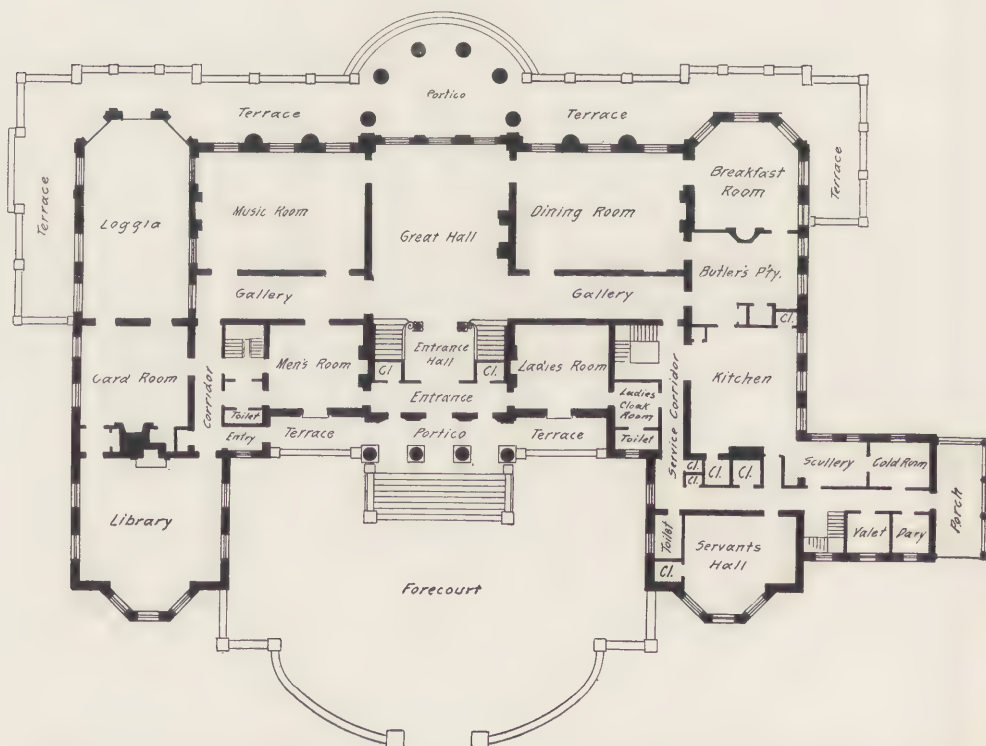 Portico
Terrace
Terrace
Terrace
Terrace
Breakfast
Room
Loggia
Music Room
Great Hall
Dining Room
Butler's P'ty.
Gallery
Gallery
Cl.
Card Room
Corridor
Men's Room
Cl
Entrance
Hall
Cl.
Ladies Room
Kitchen
Entrance
Ladies
Cloak
Room
Service Corridor
Toilet
Entry
Terrace
Portico
Terrace
Toilet
Cl.
Cl.
Cl.
Cl.
Scullery
Cold Room
Library
Toilet
Servants
Hall
Valet
Dary
Porch
Cl.
Forecourt